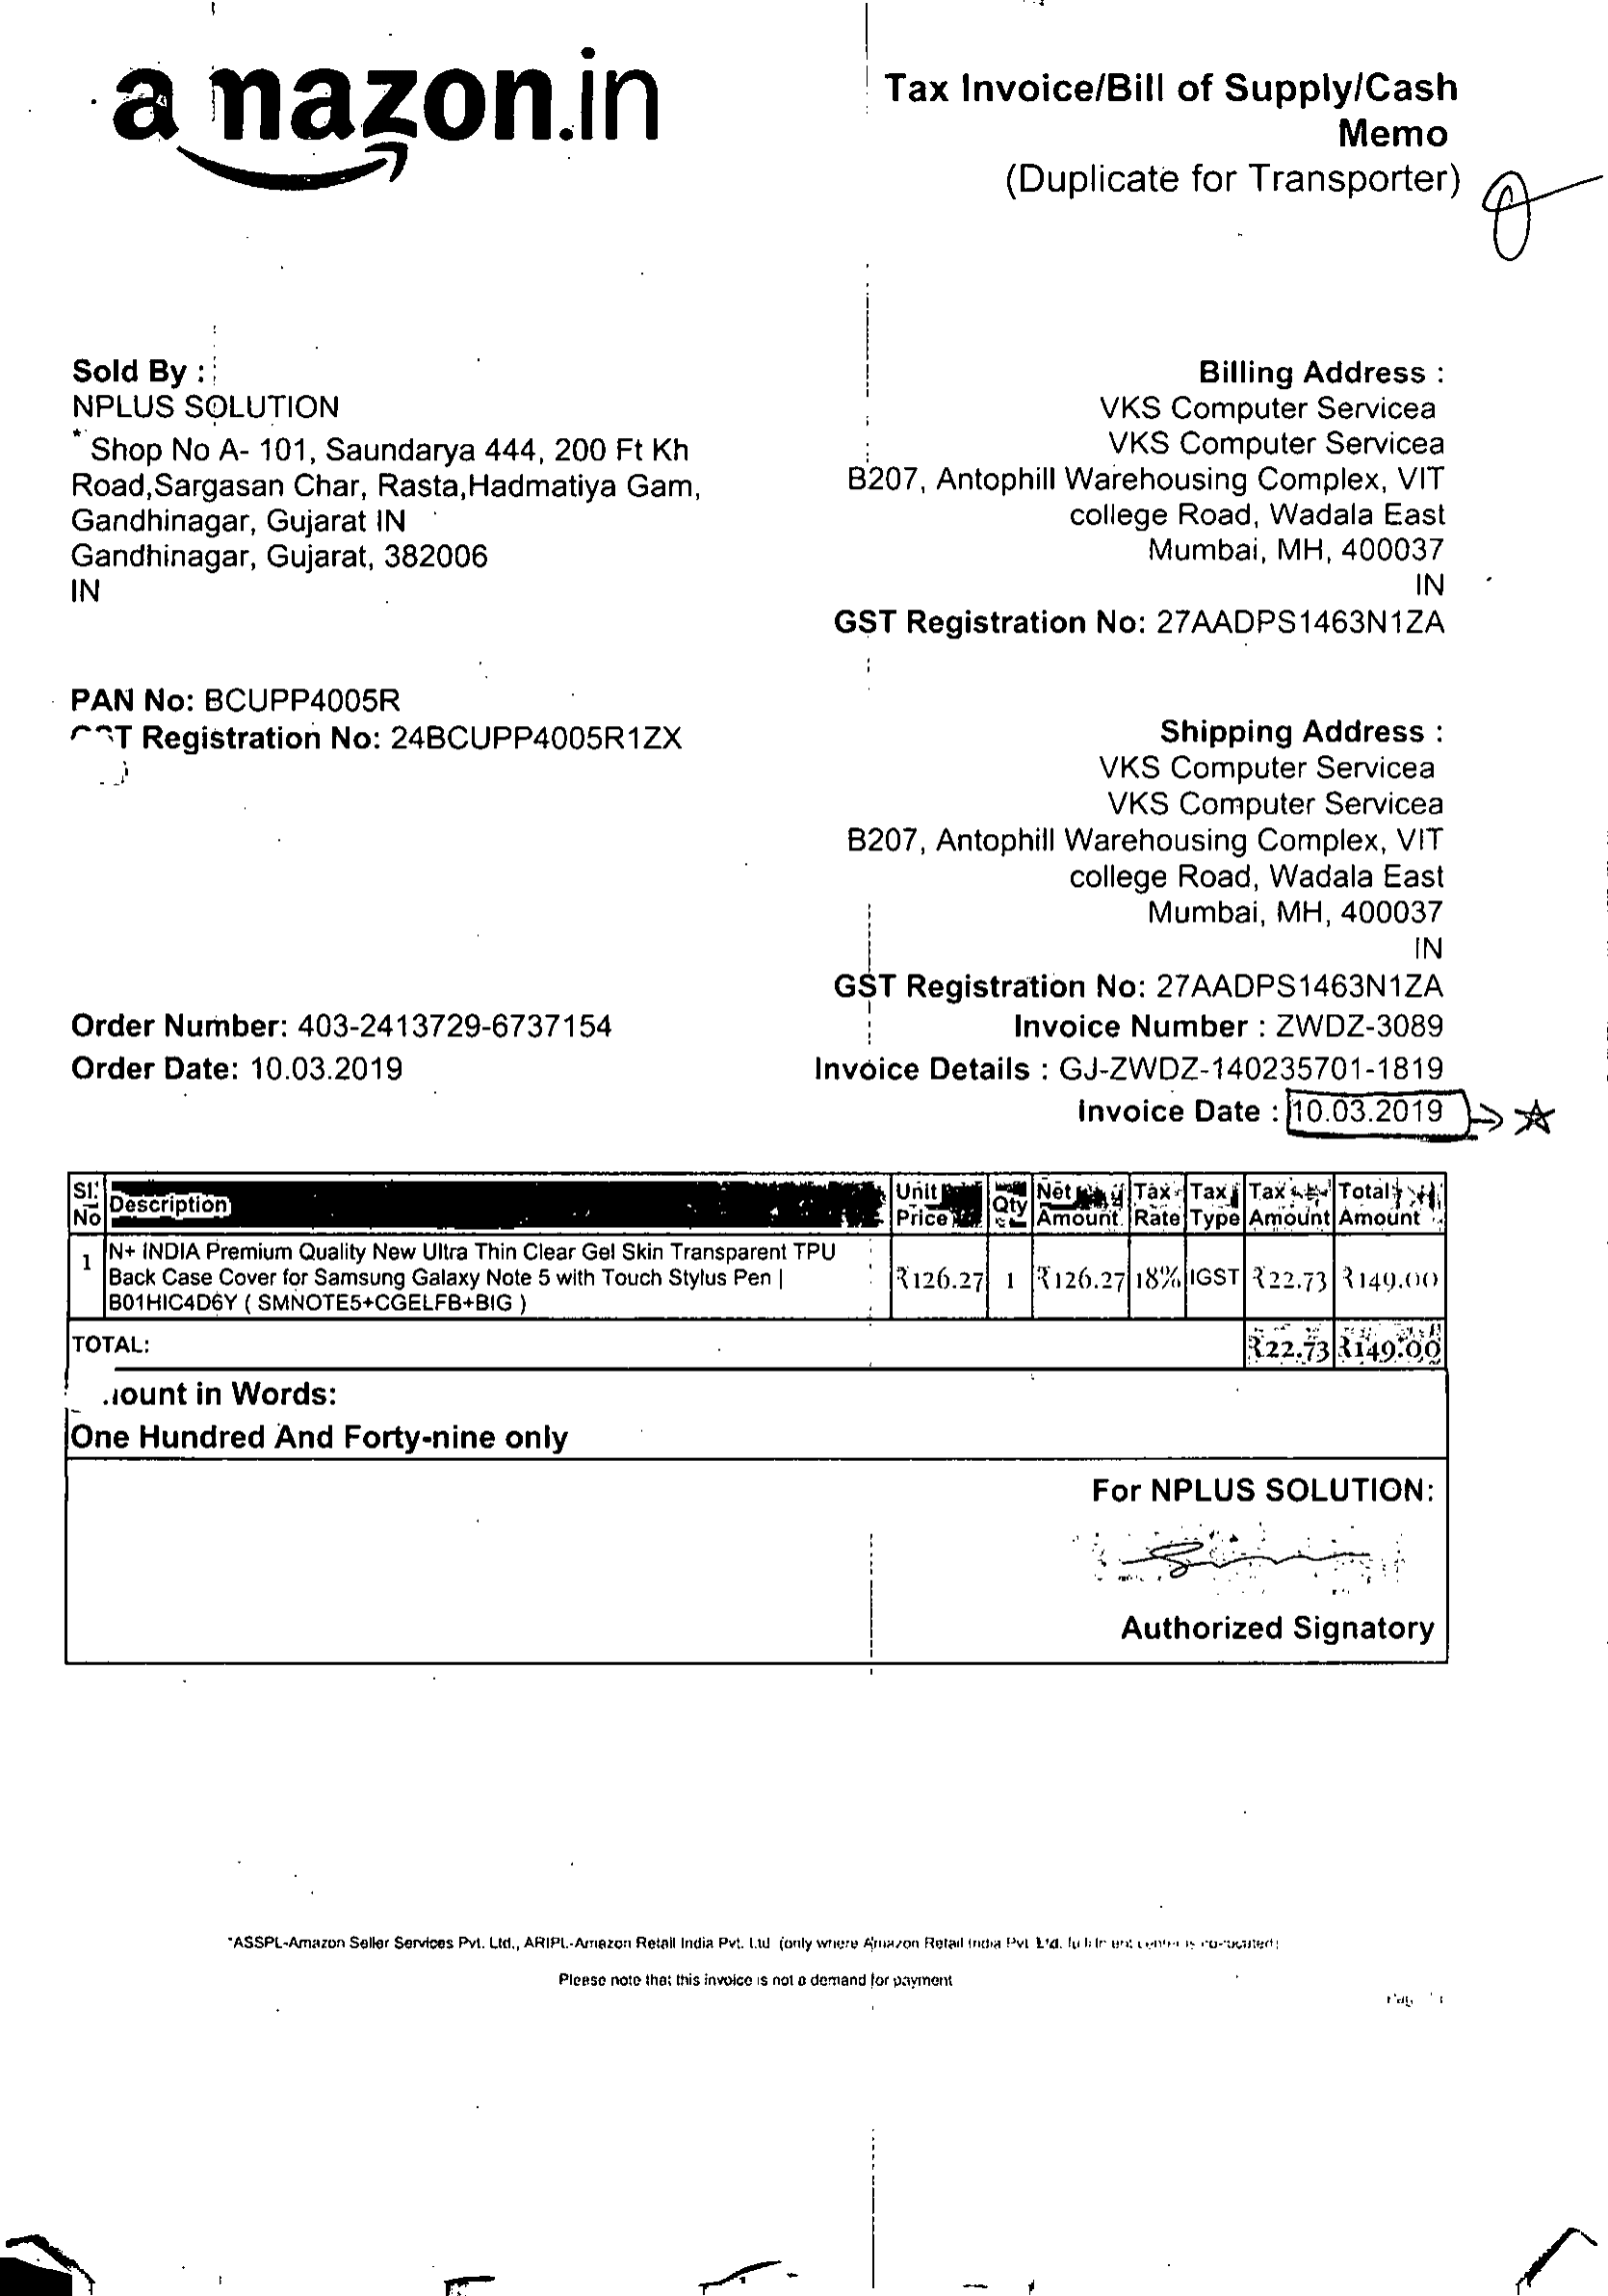 amazon.in
Tax Invoice/Bill of Supply/Cash
Memo
(Duplicate for Transporter)
Sold By :
NPLUS SOLUTION
* Shop No A- 101, Saundarya 444, 200 Ft Kh
Road,Sargasan Char, Rasta,Hadmatiya Gam,
Gandhinagar, Gujarat IN
Gandhinagar, Gujarat, 382006
IN
Billing Address :
VKS Computer Servicea
VKS Computer Servicea
B207, Antophill Warehousing Complex, VIT
college Road, Wadala East
Mumbai, MH, 400037
IN
GST Registration No: 27AADPS1463N1ZA
PAN No: BCUPP4005R
GST Registration No: 24BCUPP4005R1ZX
Shipping Address :
VKS Computer Servicea
VKS Computer Servicea
B207, Antophill Warehousing Complex, VIT
college Road, Wadala East
Mumbai, MH, 400037
IN
GST Registration No: 27AADPS1463N1ZA
Order Number: 403-2413729-6737154
Order Date: 10.03.2019
Invoice Number : ZWDZ-3089
Invoice Details : GJ-ZWDZ-140235701-1819
Invoice Date : 10.03.2019
Sl. No Description Unit Price Qty Net Amount Tax Rate Tax Type Tax Amount Total Amount
1 N+ INDIA Premium Quality New Ultra Thin Clear Gel Skin Transparent TPU
Back Case Cover for Samsung Galaxy Note 5 with Touch Stylus Pen |
B01HIC4D6Y ( SMNOTE5+CGELFB+BIG )
₹126.27 1 ₹126.27 18% IGST ₹22.73 ₹149.00
TOTAL: ₹22.73 ₹149.00
ount in Words:
One Hundred And Forty-nine only
For NPLUS SOLUTION:
Authorized Signatory
*ASSPL-Amazon Seller Services Pvt. Ltd., ARIPL-Amazon Retail India Pvt. Ltd. (only where Amazon Retail India Pvt. Ltd.
Please note that this invoice is not a demand for payment